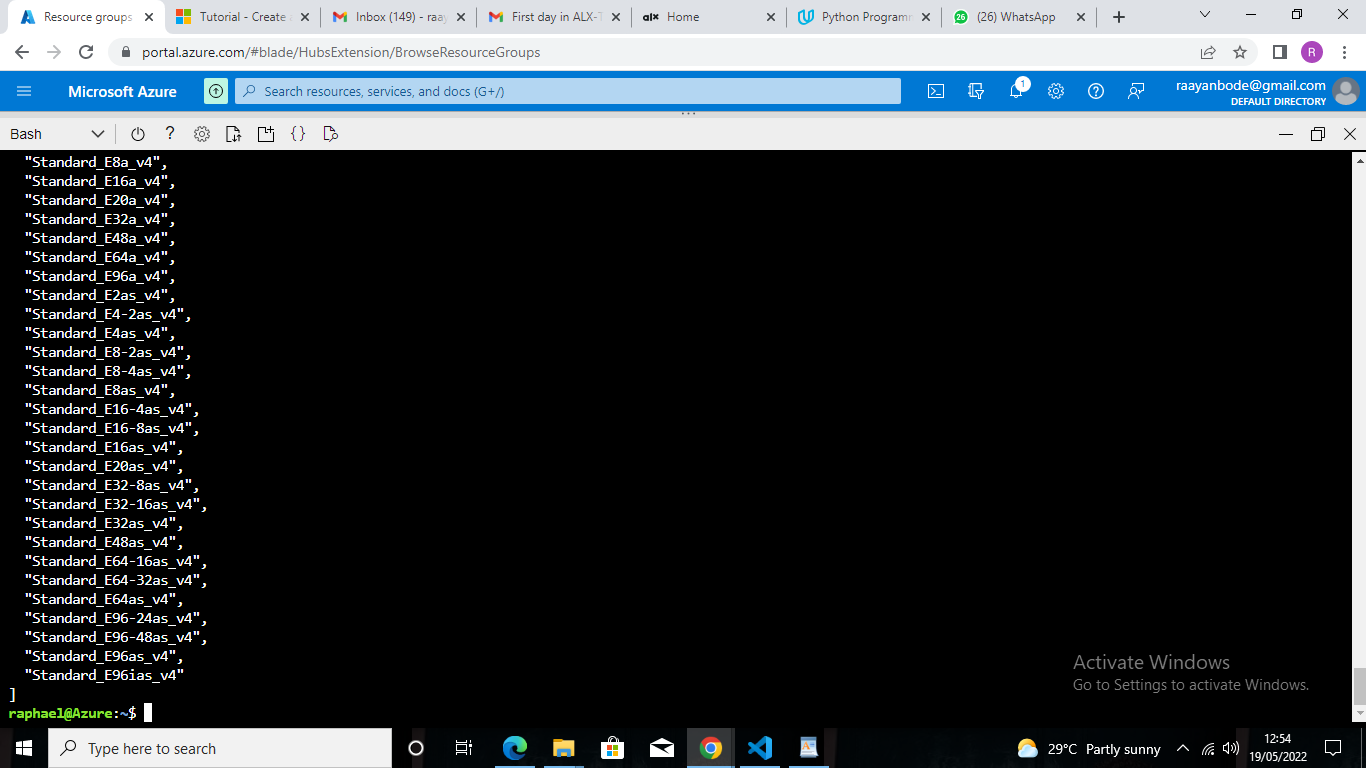 Resource groups
Tutorial - Create
Inbox (149) - raay
First day in ALX-T
alx Home
Python Program
26 (26) WhatsApp
portal.azure.com/#blade/HubsExtension/BrowseResourceGroups
R
Microsoft Azure
Search resources, services, and docs (G+/)
1
raayanbode@gmail.com
DEFAULT DIRECTORY
Bash
"Standard_E8a_v4",
"Standard_E16a_v4",
"Standard_E20a_v4",
"Standard_E32a_v4",
"Standard_E48a_v4",
"Standard_E64a_v4",
"Standard_E96a_v4",
"Standard_E2as_v4",
"Standard_E4-2as_v4",
"Standard_E4as_v4",
"Standard_E8-2as_v4",
"Standard_E8-4as_v4",
"Standard_E8as_v4",
"Standard_E16-4as_v4",
"Standard_E16-8as_v4",
"Standard_E16as_v4",
"Standard_E20as_v4",
"Standard_E32-8as_v4",
"Standard_E32-16as_v4",
"Standard_E32as_v4",
"Standard_E48as_v4",
"Standard_E64-16as_v4",
"Standard_E64-32as_v4",
"Standard_E64as_v4",
"Standard_E96-24as_v4",
"Standard_E96-48as_v4",
"Standard_E96as_v4",
"Standard_E96ias_v4"
]
raphael@Azure:~$
Activate Windows
Go to Settings to activate Windows.
Type here to search
29°C Partly sunny
12:54
19/05/2022